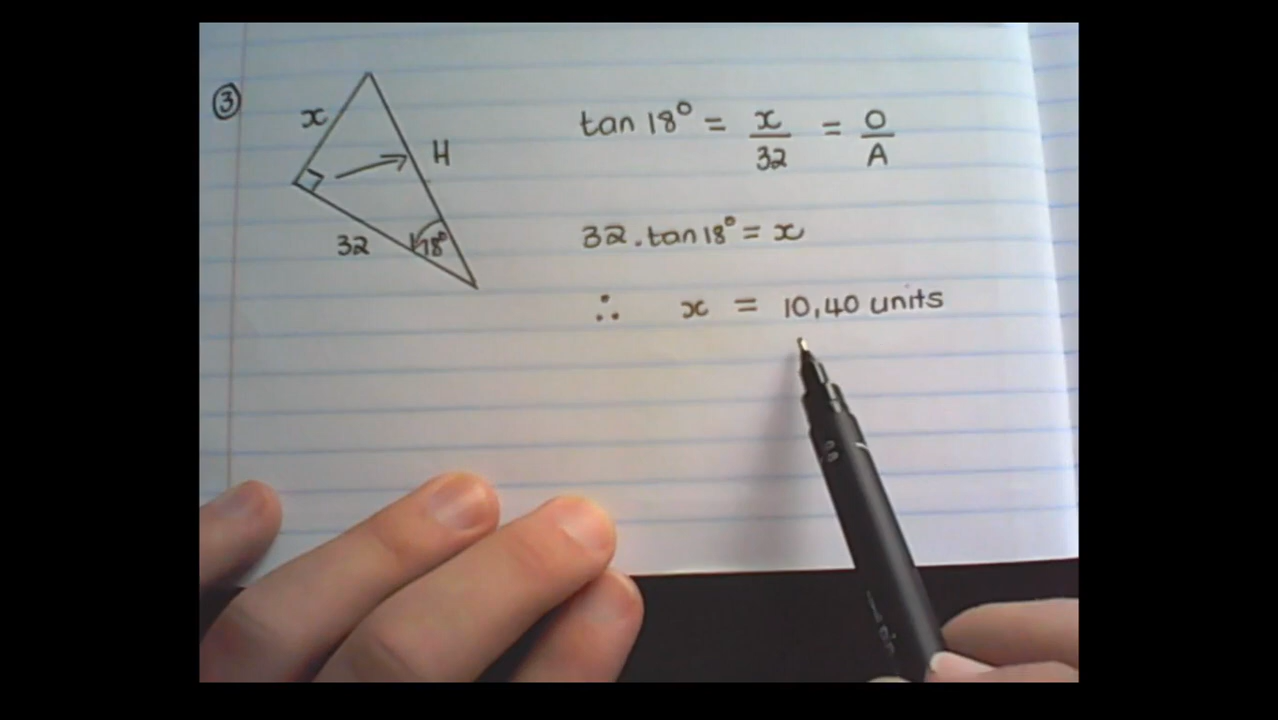 ③
x
H
32
18°
tan 18° = x/32 = O/A
32 . tan 18° = x
∴ x = 10,40 units